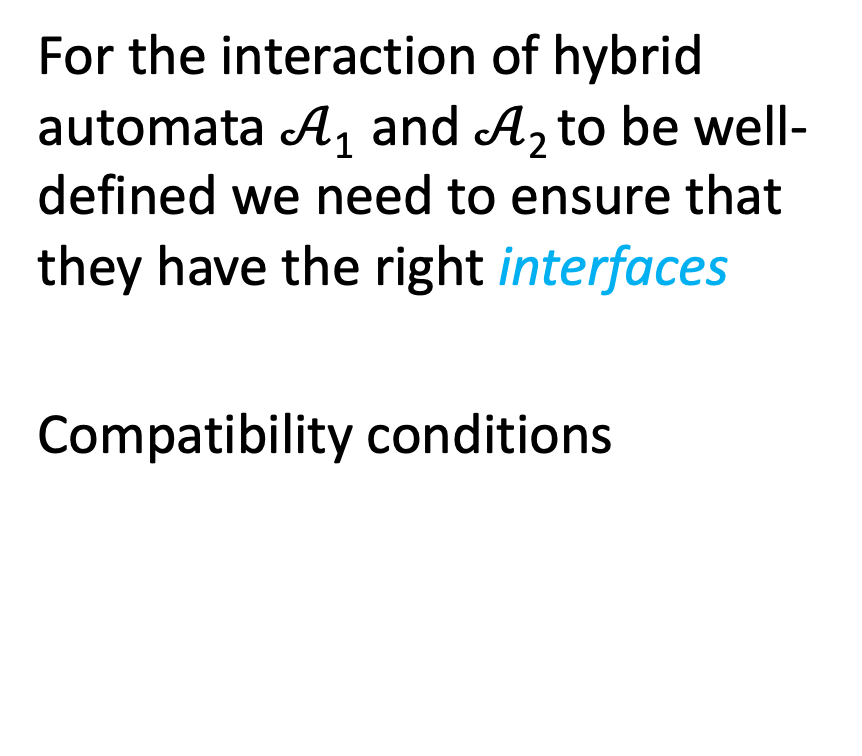 For the interaction of hybrid
automata 𝒜₁ and 𝒜₂ to be well-
defined we need to ensure that
they have the right interfaces
Compatibility conditions